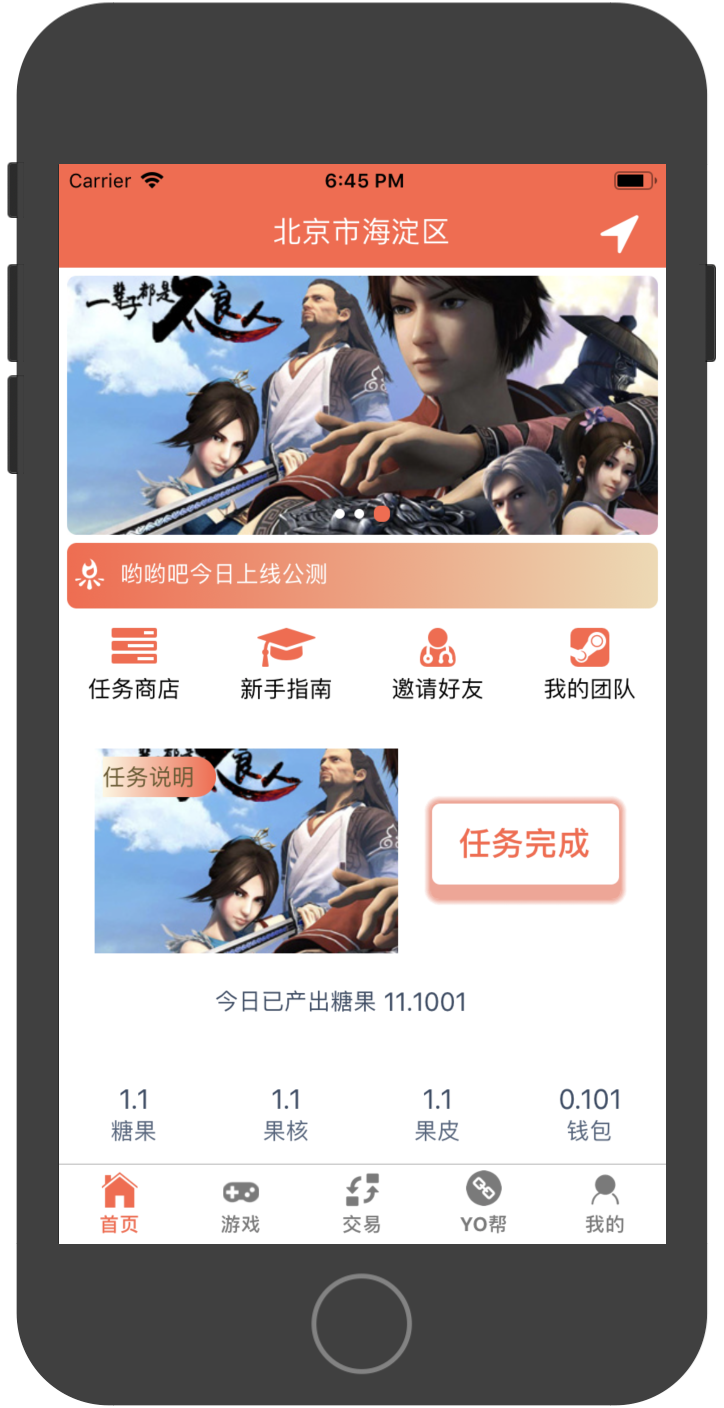 Carrier 6:45 PM
北京市海淀区
一辈子都是不良人
哟哟吧今日上线公测
任务商店 新手指南 邀请好友 我的团队
任务说明
良人
任务完成
今日已产出糖果 11.1001
1.1 1.1 1.1 0.101
糖果 果核 果皮 钱包
首页 游戏 交易 YO帮 我的